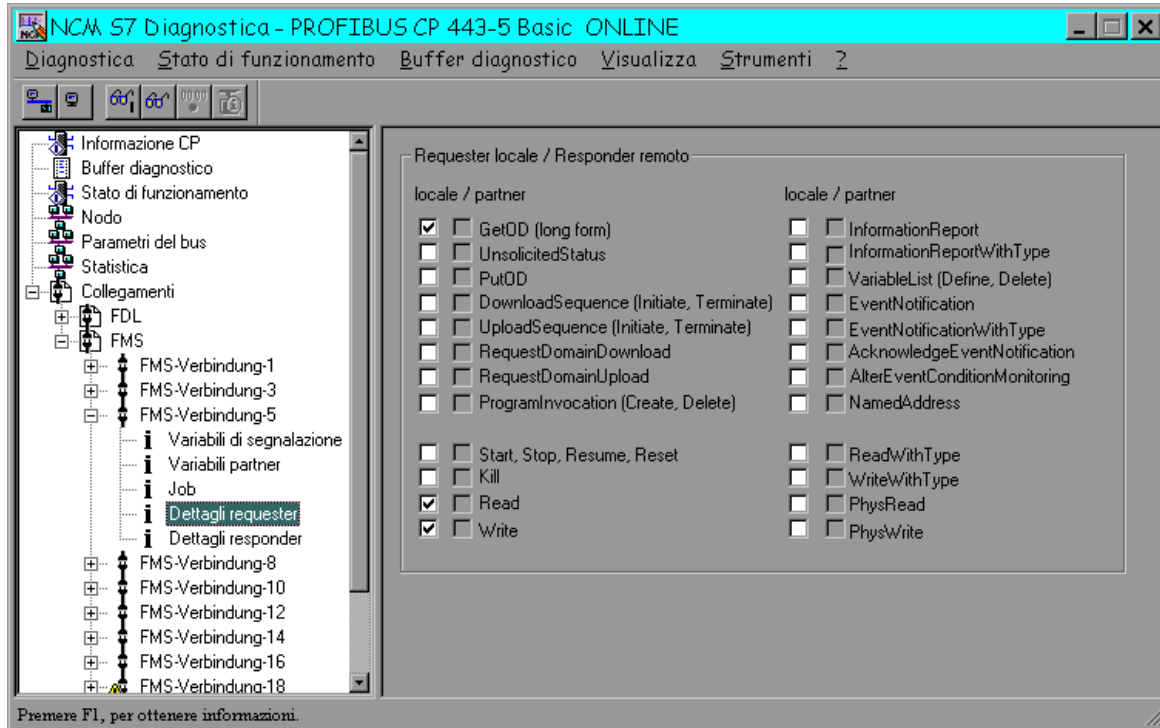 NCM S7 Diagnostica - PROFIBUS CP 443-5 Basic ONLINE
Diagnostica Stato di funzionamento Buffer diagnostico Visualizza Strumenti ?
Informazione CP
Buffer diagnostico
Stato di funzionamento
Nodo
Parametri del bus
Statistica
Collegamenti
FDL
FMS
FMS-Verbindung-1
FMS-Verbindung-3
FMS-Verbindung-5
Variabili di segnalazione
Variabili partner
Job
Dettagli requester
Dettagli responder
FMS-Verbindung-8
FMS-Verbindung-10
FMS-Verbindung-12
FMS-Verbindung-14
FMS-Verbindung-16
FMS-Verbindung-18
Requester locale / Responder remoto
locale / partner
GetOD (long form)
UnsolicitedStatus
PutOD
DownloadSequence (Initiate, Terminate)
UploadSequence (Initiate, Terminate)
RequestDomainDownload
RequestDomainUpload
ProgramInvocation (Create, Delete)
Start, Stop, Resume, Reset
Kill
Read
Write
locale / partner
InformationReport
InformationReportWithType
VariableList (Define, Delete)
EventNotification
EventNotificationWithType
AcknowledgeEventNotification
AlterEventConditionMonitoring
NamedAddress
ReadWithType
WriteWithType
PhysRead
PhysWrite
Premere F1, per ottenere informazioni.